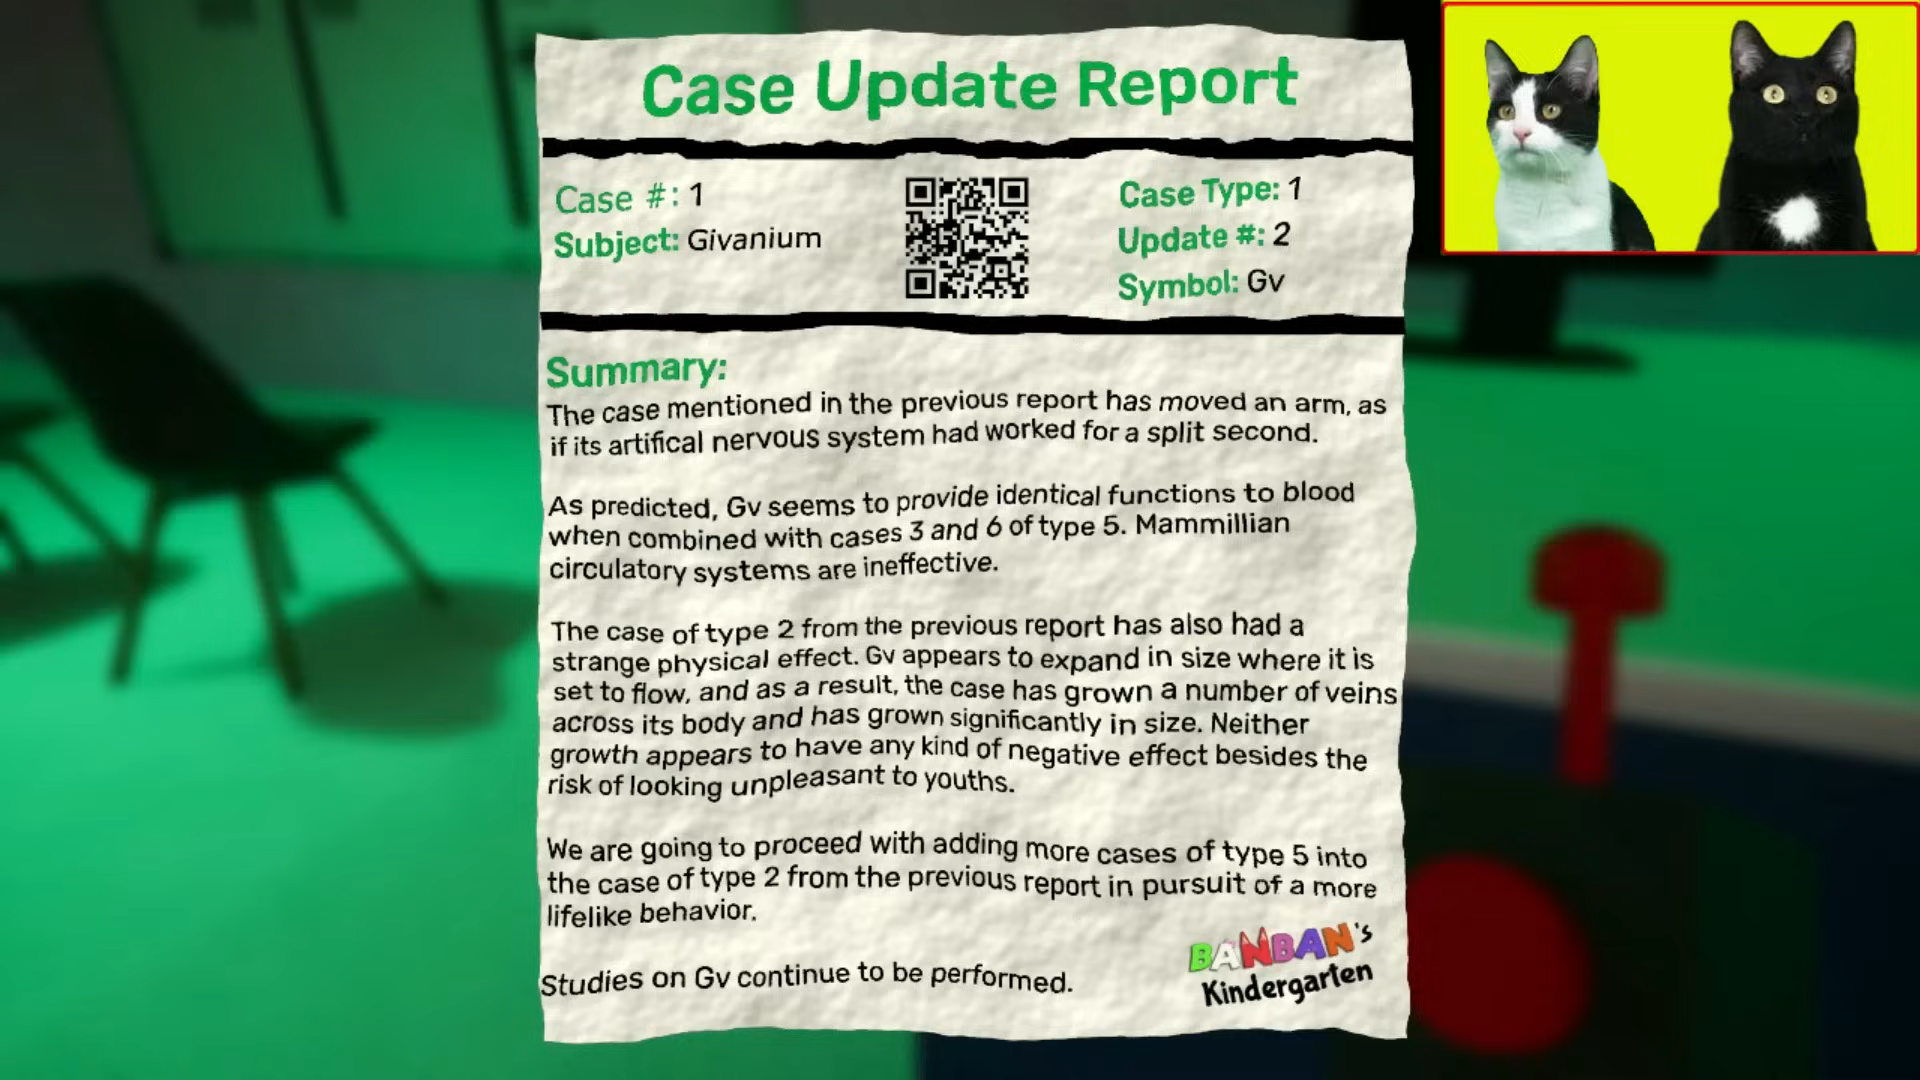 Case Update Report
Case #: 1
Subject: Givanium
Case Type: 1
Update #: 2
Symbol: Gv
Summary:
The case mentioned in the previous report has moved an arm, as
if its artifical nervous system had worked for a split second.
As predicted, Gv seems to provide identical functions to blood
when combined with cases 3 and 6 of type 5. Mammillian
circulatory systems are ineffective.
The case of type 2 from the previous report has also had a
strange physical effect. Gv appears to expand in size where it is
set to flow, and as a result, the case has grown a number of veins
across its body and has grown significantly in size. Neither
growth appears to have any kind of negative effect besides the
risk of looking unpleasant to youths.
We are going to proceed with adding more cases of type 5 into
the case of type 2 from the previous report in pursuit of a more
lifelike behavior.
Studies on Gv continue to be performed.
BANBAN's
Kindergarten